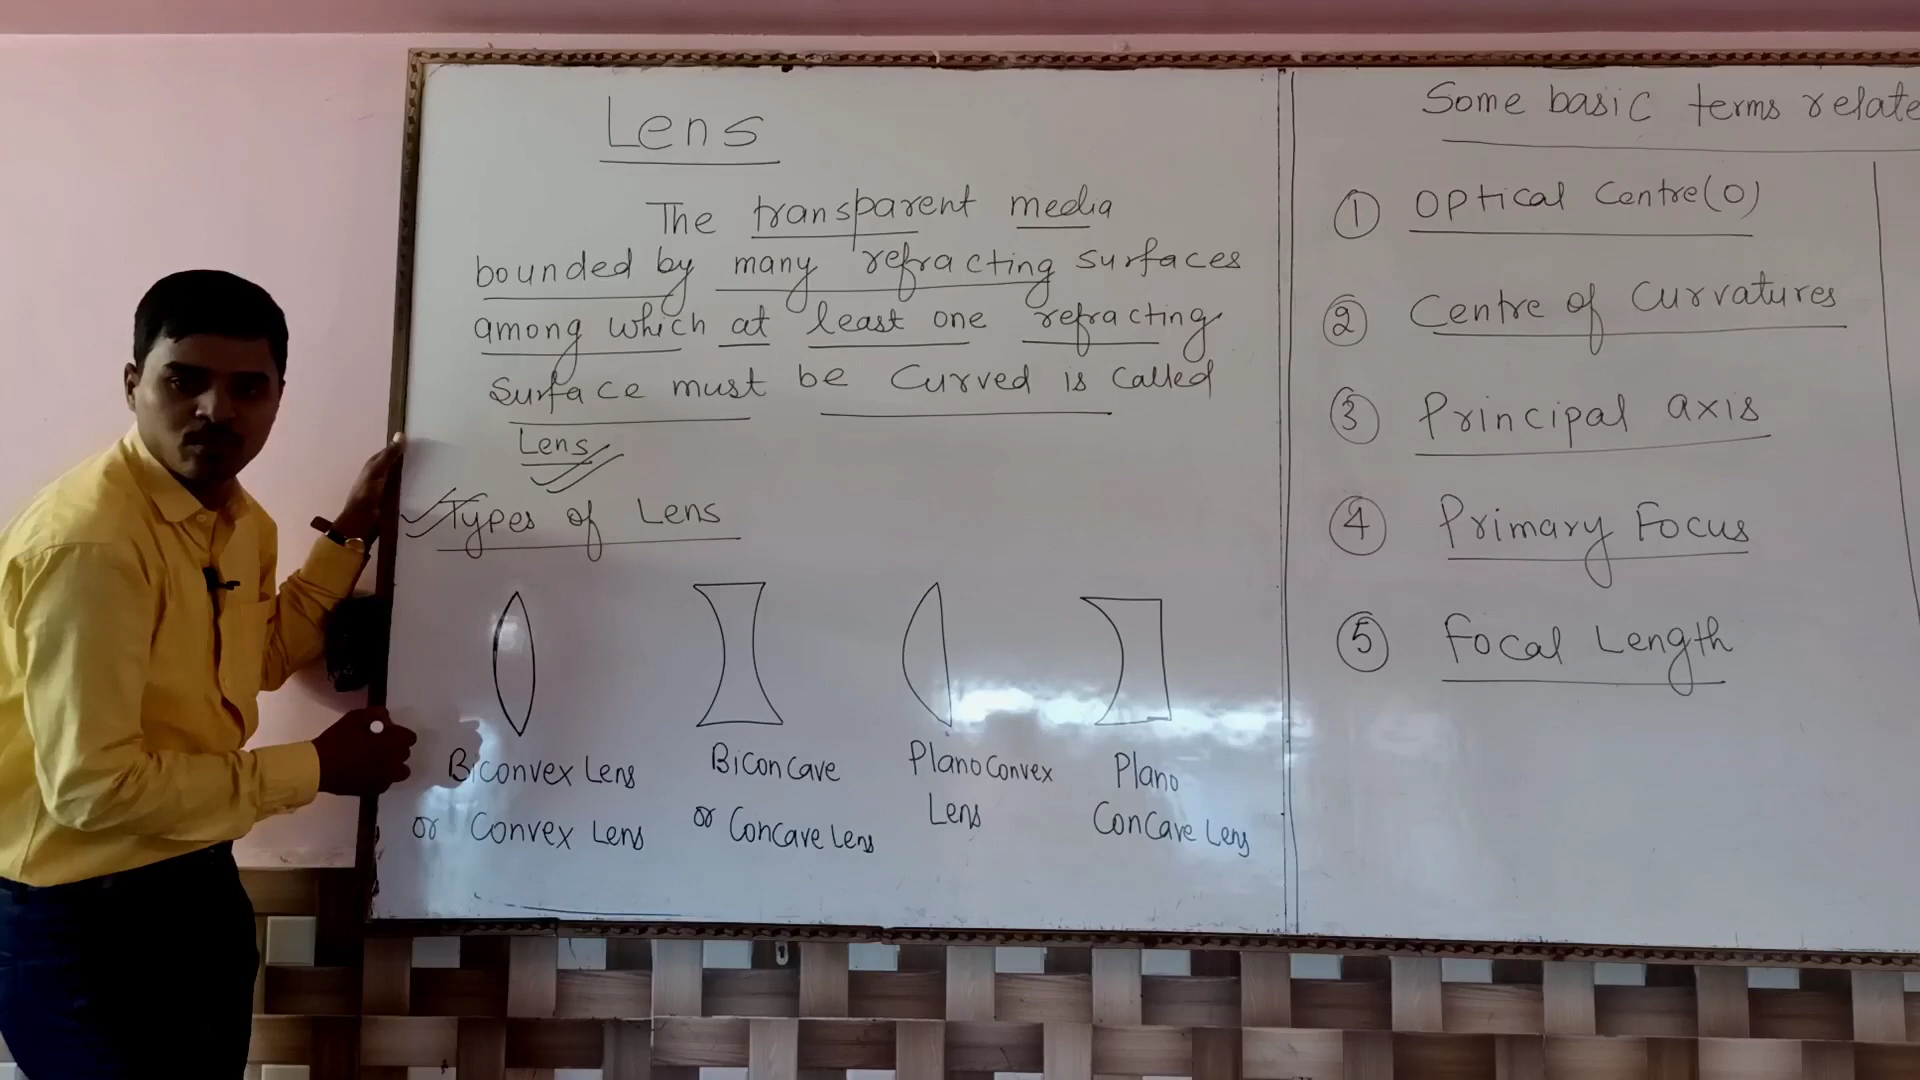 Lens
The transparent media
bounded by many refracting surfaces
among which at least one refracting
surface must be Curved is called
Lens
Types of Lens
Biconvex Lens
or Convex Lens
Biconcave
or Concave Lens
Plano Convex
Lens
Plano
Concave Lens
Some basic terms relate
1 Optical Centre(O)
2 Centre of Curvatures
3 Principal axis
4 Primary Focus
5 Focal Length